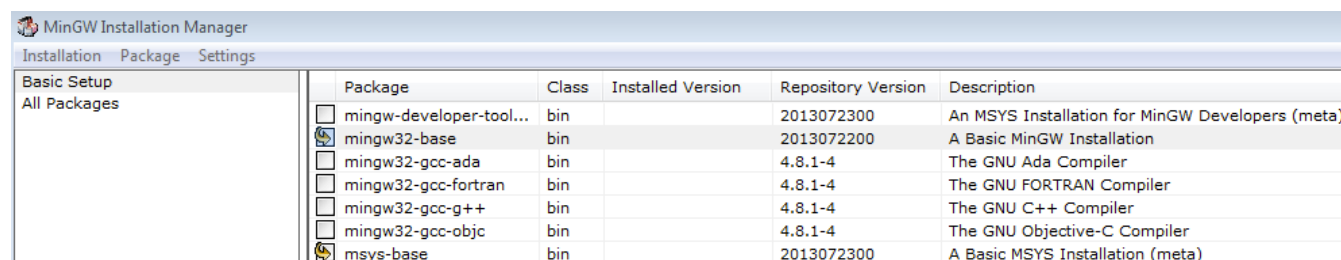 MinGW Installation Manager
Installation Package Settings
Basic Setup
All Packages
Package Class Installed Version Repository Version Description
mingw-developer-tool... bin 2013072300 An MSYS Installation for MinGW Developers (meta)
mingw32-base bin 2013072200 A Basic MinGW Installation
mingw32-gcc-ada bin 4.8.1-4 The GNU Ada Compiler
mingw32-gcc-fortran bin 4.8.1-4 The GNU FORTRAN Compiler
mingw32-gcc-g++ bin 4.8.1-4 The GNU C++ Compiler
mingw32-gcc-objc bin 4.8.1-4 The GNU Objective-C Compiler
msys-base bin 2013072300 A Basic MSYS Installation (meta)